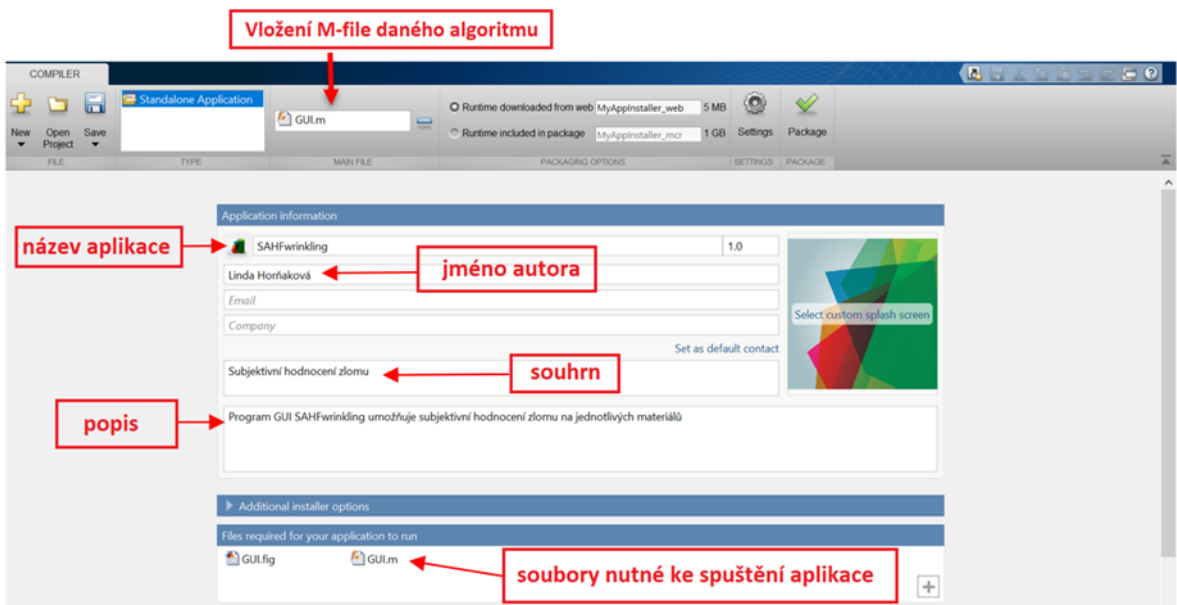 Vložení M-file daného algoritmu
COMPILER
Standalone Application
GUI.m
Runtime downloaded from web MyAppInstaller_web 5 MB
Runtime included in package MyAppInstaller_mcr 1 GB
New Open Project Save
Settings Package
FILE TYPE MAIN FILE PACKAGING OPTIONS SETTINGS PACKAGE
Application information
název aplikace
SAHFwrinkling 1.0
Linda Horňaková
jméno autora
Email
Company
Select custom splash screen
Set as default contact
Subjektivní hodnocení zlomu
souhrn
popis
Program GUI SAHFwrinkling umožňuje subjektivní hodnocení zlomu na jednotlivých materiálů
Additional installer options
Files required for your application to run
GUI.fig GUI.m
soubory nutné ke spuštění aplikace